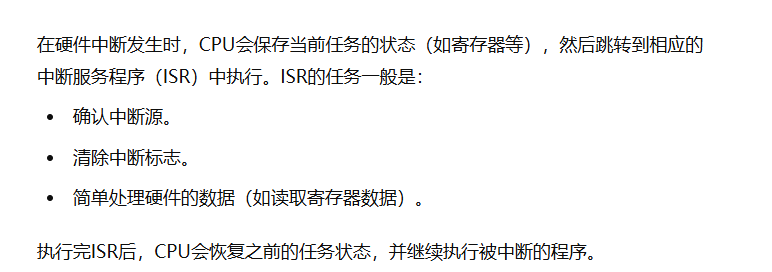 在硬件中断发生时，CPU会保存当前任务的状态（如寄存器等），然后跳转到相应的
中断服务程序（ISR）中执行。ISR的任务一般是：
• 确认中断源。
• 清除中断标志。
• 简单处理硬件的数据（如读取寄存器数据）。
执行完ISR后，CPU会恢复之前的任务状态，并继续执行被中断的程序。